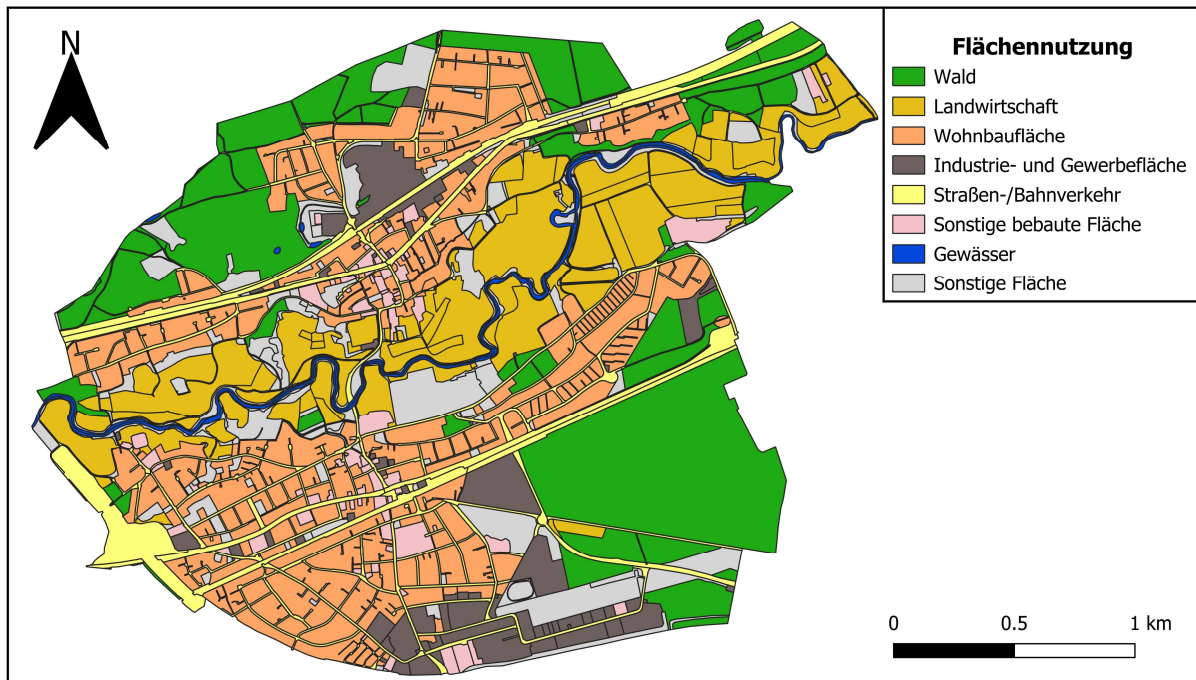 N
Flächennutzung
Wald
Landwirtschaft
Wohnbaufläche
Industrie- und Gewerbefläche
Straßen-/Bahnverkehr
Sonstige bebaute Fläche
Gewässer
Sonstige Fläche
0 0.5 1 km